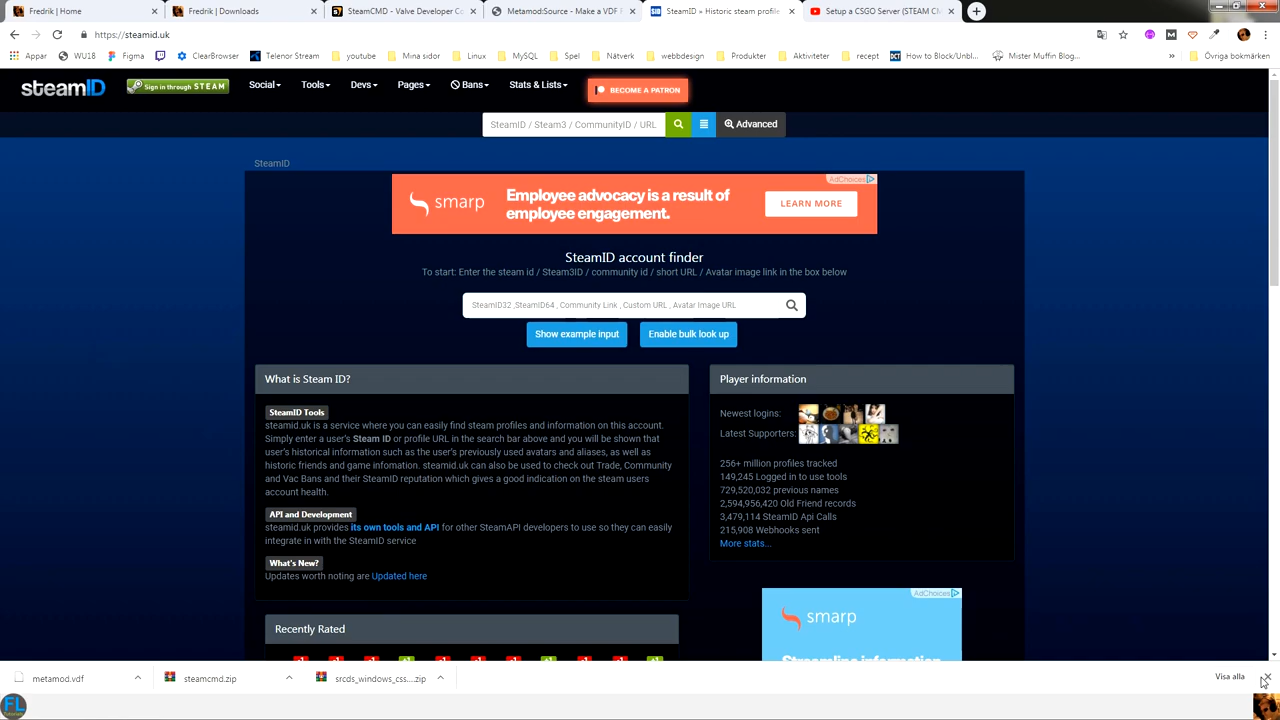 Fredrik | Home
Fredrik | Downloads
SteamCMD - Valve Developer Co
Metamod:Source - Make a VDF F
SteamID » Historic steam profile
Setup a CSGO Server (STEAM CM
https://steamid.uk
Appar
WU18
Figma
ClearBrowser
Telenor Stream
youtube
Mina sidor
Linux
MySQL
Spel
Nätverk
webbdesign
Produkter
Aktiviteter
recept
How to Block/Unbl...
Mister Muffin Blog...
»
Övriga bokmärken
steamID
Sign in through STEAM
Social
Tools
Devs
Pages
Bans
Stats & Lists
BECOME A PATRON
SteamID / Steam3 / CommunityID / URL
Advanced
SteamID
AdChoices
smarp
Employee advocacy is a result of
employee engagement.
LEARN MORE
SteamID account finder
To start: Enter the steam id / Steam3ID / community id / short URL / Avatar image link in the box below
SteamID32 ,SteamID64 , Community Link , Custom URL , Avatar Image URL
Show example input
Enable bulk look up
What is Steam ID?
SteamID Tools
steamid.uk is a service where you can easily find steam profiles and information on this account.
Simply enter a user's Steam ID or profile URL in the search bar above and you will be shown that
user's historical information such as the user's previously used avatars and aliases, as well as
historic friends and game infomation. steamid.uk can also be used to check out Trade, Community
and Vac Bans and their SteamID reputation which gives a good indication on the steam users
account health.
API and Development
steamid.uk provides its own tools and API for other SteamAPI developers to use so they can easily
integrate in with the SteamID service
What's New?
Updates worth noting are Updated here
Recently Rated
Player information
Newest logins:
Latest Supporters:
256+ million profiles tracked
149,245 Logged in to use tools
729,520,032 previous names
2,594,956,420 Old Friend records
3,479,114 SteamID Api Calls
215,908 Webhooks sent
More stats...
AdChoices
smarp
Streamline information
metamod.vdf
steamcmd.zip
srcds_windows_css....zip
Visa alla
FL